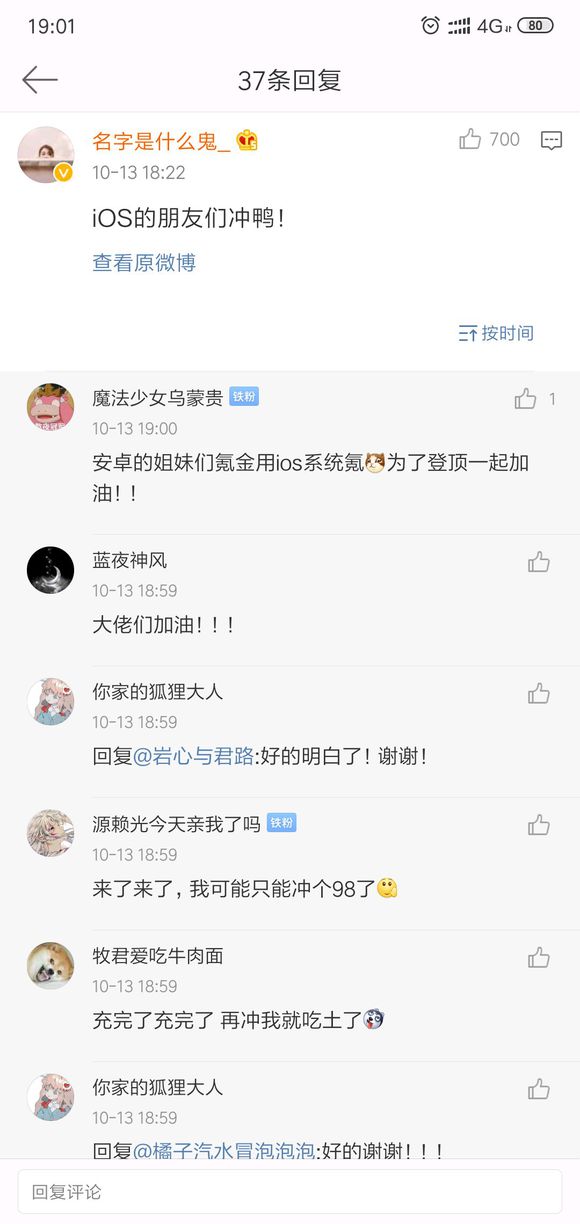 19:01
4G
80
37条回复
名字是什么鬼_
700
10-13 18:22
iOS的朋友们冲鸭！
查看原微博
按时间
魔法少女乌蒙贵 铁粉
1
10-13 19:00
安卓的姐妹们氪金用ios系统氪为了登顶一起加
油！！
蓝夜神风
10-13 18:59
大佬们加油！！！
你家的狐狸大人
10-13 18:59
回复@岩心与君路:好的明白了！谢谢！
源赖光今天亲我了吗 铁粉
10-13 18:59
来了来了，我可能只能冲个98了
牧君爱吃牛肉面
10-13 18:59
充完了充完了 再冲我就吃土了
你家的狐狸大人
10-13 18:59
回复@橘子汽水冒泡泡泡:好的谢谢！！！
回复评论